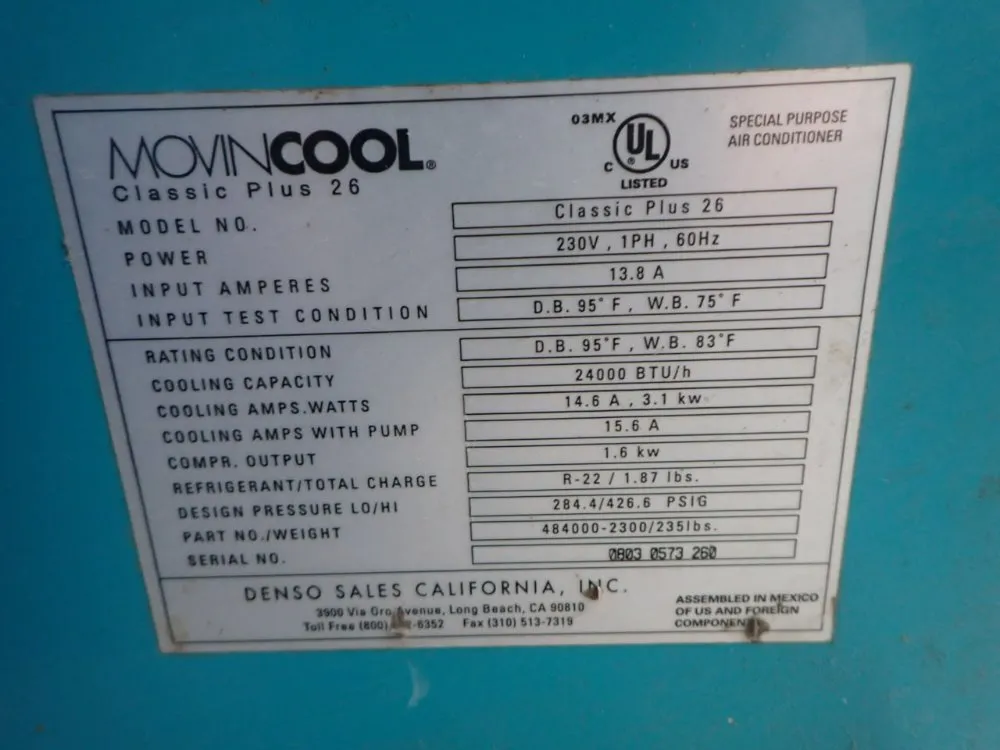 MOVINCOOL®
Classic Plus 26
03MX
C UL® US
LISTED
SPECIAL PURPOSE
AIR CONDITIONER
MODEL NO. Classic Plus 26
POWER 230V , 1PH , 60Hz
INPUT AMPERES 13.8 A
INPUT TEST CONDITION D.B. 95°F , W.B. 75°F
RATING CONDITION D.B. 95°F , W.B. 83°F
COOLING CAPACITY 24000 BTU/h
COOLING AMPS.WATTS 14.6 A , 3.1 kw
COOLING AMPS WITH PUMP 15.6 A
COMPR. OUTPUT 1.6 kw
REFRIGERANT/TOTAL CHARGE R-22 / 1.87 lbs.
DESIGN PRESSURE LO/HI 284.4/426.6 PSIG
PART NO./WEIGHT 484000-2300/235lbs.
SERIAL NO. 0803 0573 260
DENSO SALES CALIFORNIA, INC.
3900 Via Oro Avenue, Long Beach, CA 90810
Toll Free (800) -6352 Fax (310) 513-7319
ASSEMBLED IN MEXICO
OF US AND FOREIGN
COMPONENTS